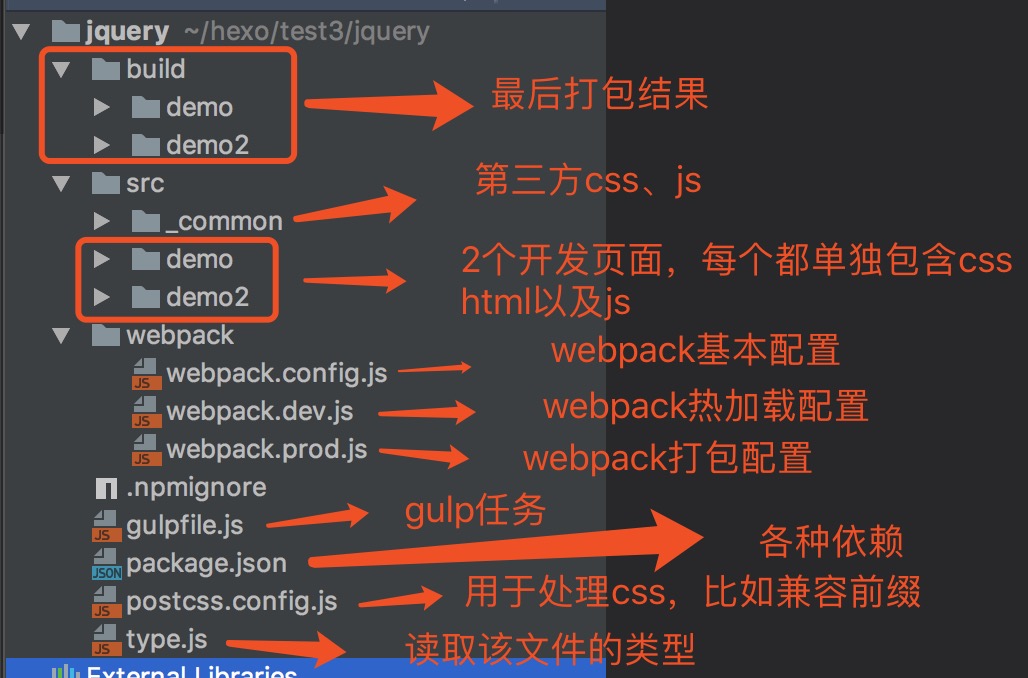 jquery ~/hexo/test3/jquery
build
最后打包结果
demo
demo2
第三方css、js
src
_common
demo
2个开发页面，每个都单独包含css
html以及js
demo2
webpack
webpack基本配置
webpack.config.js
webpack.dev.js
webpack热加载配置
webpack.prod.js
webpack打包配置
.npmignore
gulpfile.js
gulp任务
package.json
各种依赖
postcss.config.js
用于处理css，比如兼容前缀
type.js
读取该文件的类型
External Libraries
JS
JS
JS
JS
JSON
JS
JS